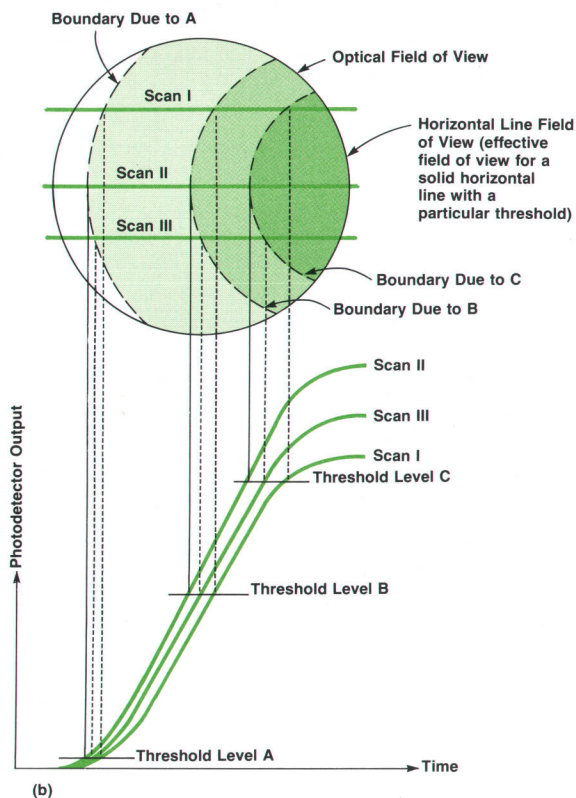 Boundary Due to A
Optical Field of View
Scan I
Horizontal Line Field
of View (effective
field of view for a
solid horizontal
line with a
particular threshold)
Scan II
Scan III
Boundary Due to C
Boundary Due to B
Scan II
Scan III
Scan I
Threshold Level C
Photodetector Output
Threshold Level B
Threshold Level A
Time
(b)